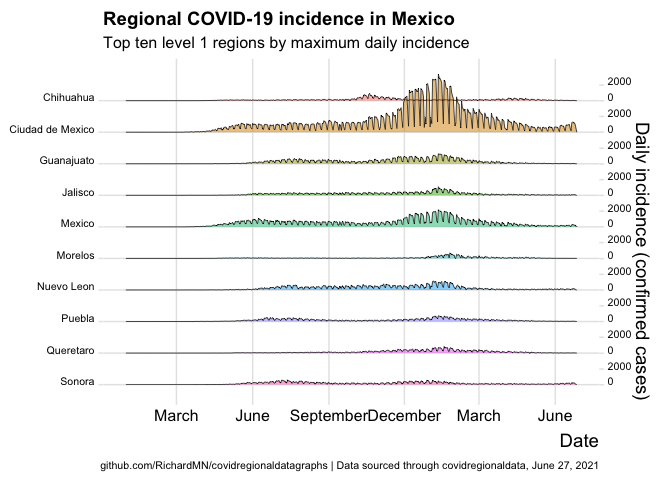 Regional COVID-19 incidence in Mexico
Top ten level 1 regions by maximum daily incidence
Chihuahua
Ciudad de Mexico
Guanajuato
Jalisco
Mexico
Morelos
Nuevo Leon
Puebla
Queretaro
Sonora
2000
0
2000
0
2000
0
2000
0
2000
0
2000
0
2000
0
2000
0
2000
0
2000
0
Daily incidence (confirmed cases)
March June September December March June
Date
github.com/RichardMN/covidregionaldatagraphs | Data sourced through covidregionaldata, June 27, 2021